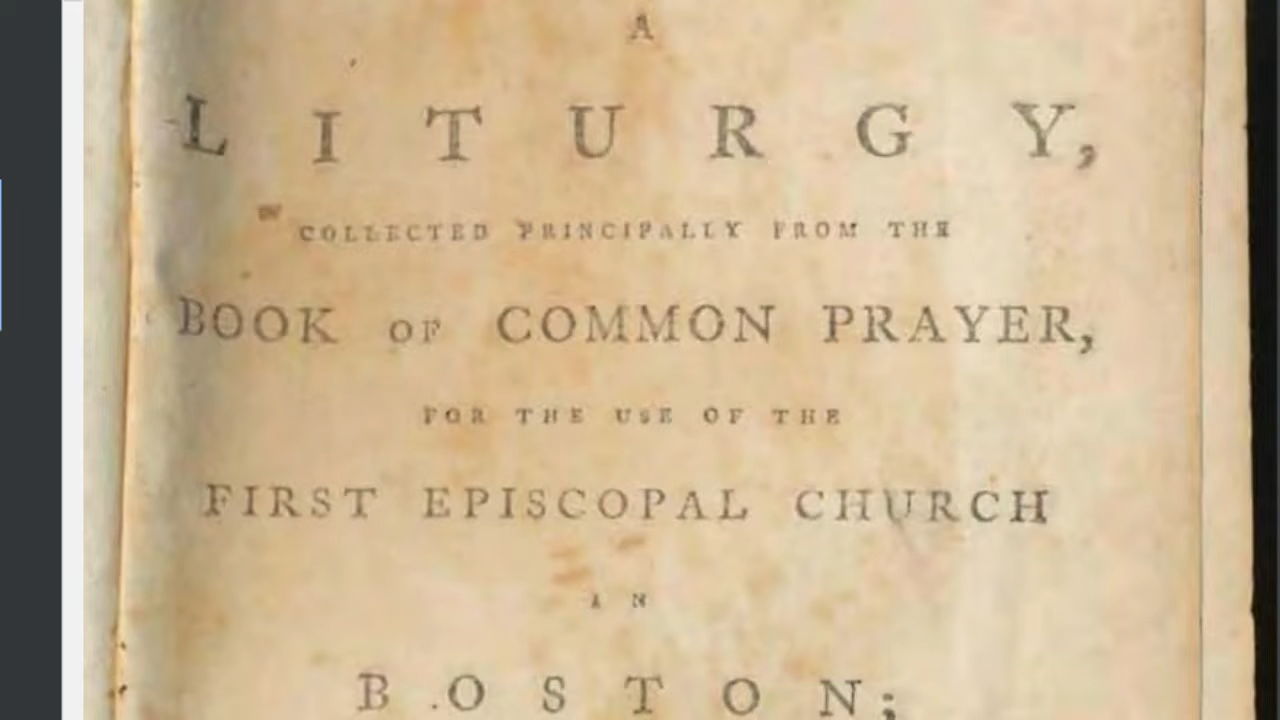 A
LITURGY,
COLLECTED PRINCIPALLY FROM THE
BOOK OF COMMON PRAYER,
FOR THE USE OF THE
FIRST EPISCOPAL CHURCH
IN
BOSTON;